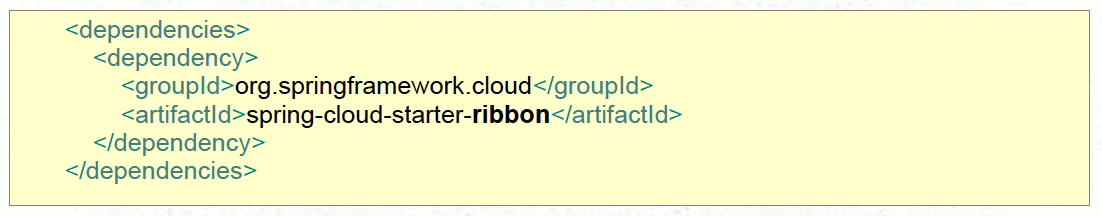 <dependencies>
<dependency>
<groupId>org.springframework.cloud</groupId>
<artifactId>spring-cloud-starter-ribbon</artifactId>
</dependency>
</dependencies>